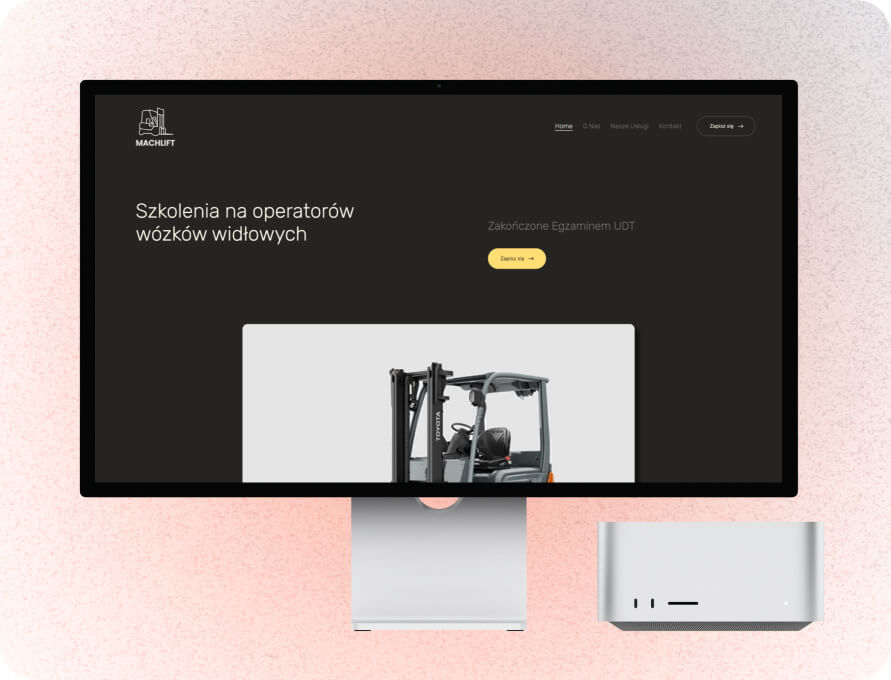 MACHLIFT
Home O Nas Nasze Usługi Kontakt Zapisz się →
Szkolenia na operatorów
wózków widłowych
Zakończone Egzaminem UDT
Zapisz się →
TOYOTA